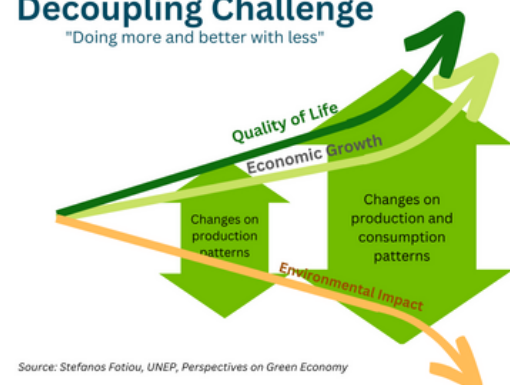 Decoupling Challenge
"Doing more and better with less"
Quality of Life
Economic Growth
Changes on
production
patterns
Changes on
production and
consumption
patterns
Environmental Impact
Source: Stefanos Fotiou, UNEP, Perspectives on Green Economy